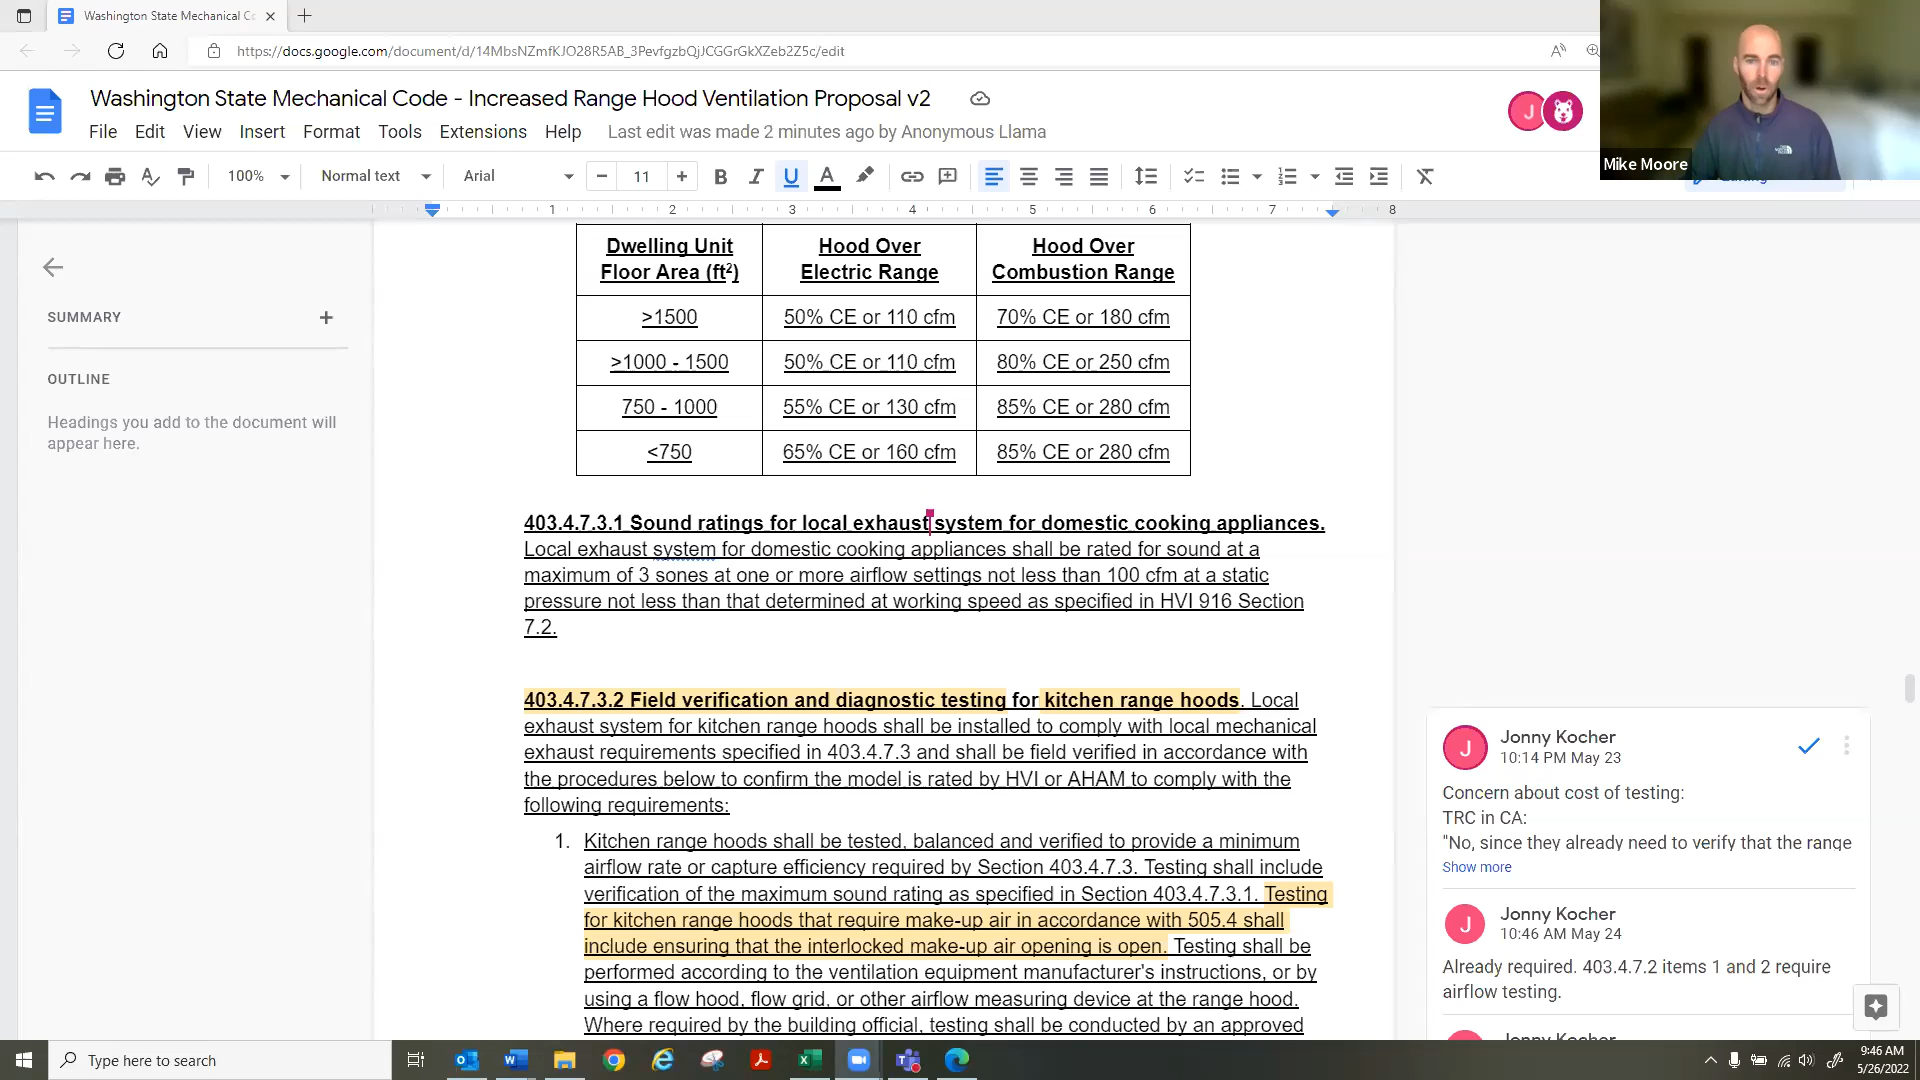 Washington State Mechanical Co
https://docs.google.com/document/d/14MbsNZmfKJO28R5AB_3PevfgzbQjJCGGrGkXZeb2Z5c/edit
Washington State Mechanical Code - Increased Range Hood Ventilation Proposal v2
File Edit View Insert Format Tools Extensions Help Last edit was made 2 minutes ago by Anonymous Llama
J
Mike Moore
100% Normal text Arial 11 B I U A
1 2 3 4 5 6 7 8
SUMMARY
OUTLINE
Headings you add to the document will
appear here.
Dwelling Unit Floor Area (ft²) Hood Over Electric Range Hood Over Combustion Range
>1500 50% CE or 110 cfm 70% CE or 180 cfm
>1000 - 1500 50% CE or 110 cfm 80% CE or 250 cfm
750 - 1000 55% CE or 130 cfm 85% CE or 280 cfm
<750 65% CE or 160 cfm 85% CE or 280 cfm
403.4.7.3.1 Sound ratings for local exhaust system for domestic cooking appliances.
Local exhaust system for domestic cooking appliances shall be rated for sound at a
maximum of 3 sones at one or more airflow settings not less than 100 cfm at a static
pressure not less than that determined at working speed as specified in HVI 916 Section
7.2.
403.4.7.3.2 Field verification and diagnostic testing for kitchen range hoods. Local
exhaust system for kitchen range hoods shall be installed to comply with local mechanical
exhaust requirements specified in 403.4.7.3 and shall be field verified in accordance with
the procedures below to confirm the model is rated by HVI or AHAM to comply with the
following requirements:
1. Kitchen range hoods shall be tested, balanced and verified to provide a minimum
airflow rate or capture efficiency required by Section 403.4.7.3. Testing shall include
verification of the maximum sound rating as specified in Section 403.4.7.3.1. Testing
for kitchen range hoods that require make-up air in accordance with 505.4 shall
include ensuring that the interlocked make-up air opening is open. Testing shall be
performed according to the ventilation equipment manufacturer's instructions, or by
using a flow hood, flow grid, or other airflow measuring device at the range hood.
Where required by the building official, testing shall be conducted by an approved
J
Jonny Kocher
10:14 PM May 23
Concern about cost of testing:
TRC in CA:
"No, since they already need to verify that the range
Show more
J
Jonny Kocher
10:46 AM May 24
Already required. 403.4.7.2 items 1 and 2 require
airflow testing.
Type here to search
9:46 AM
5/26/2022